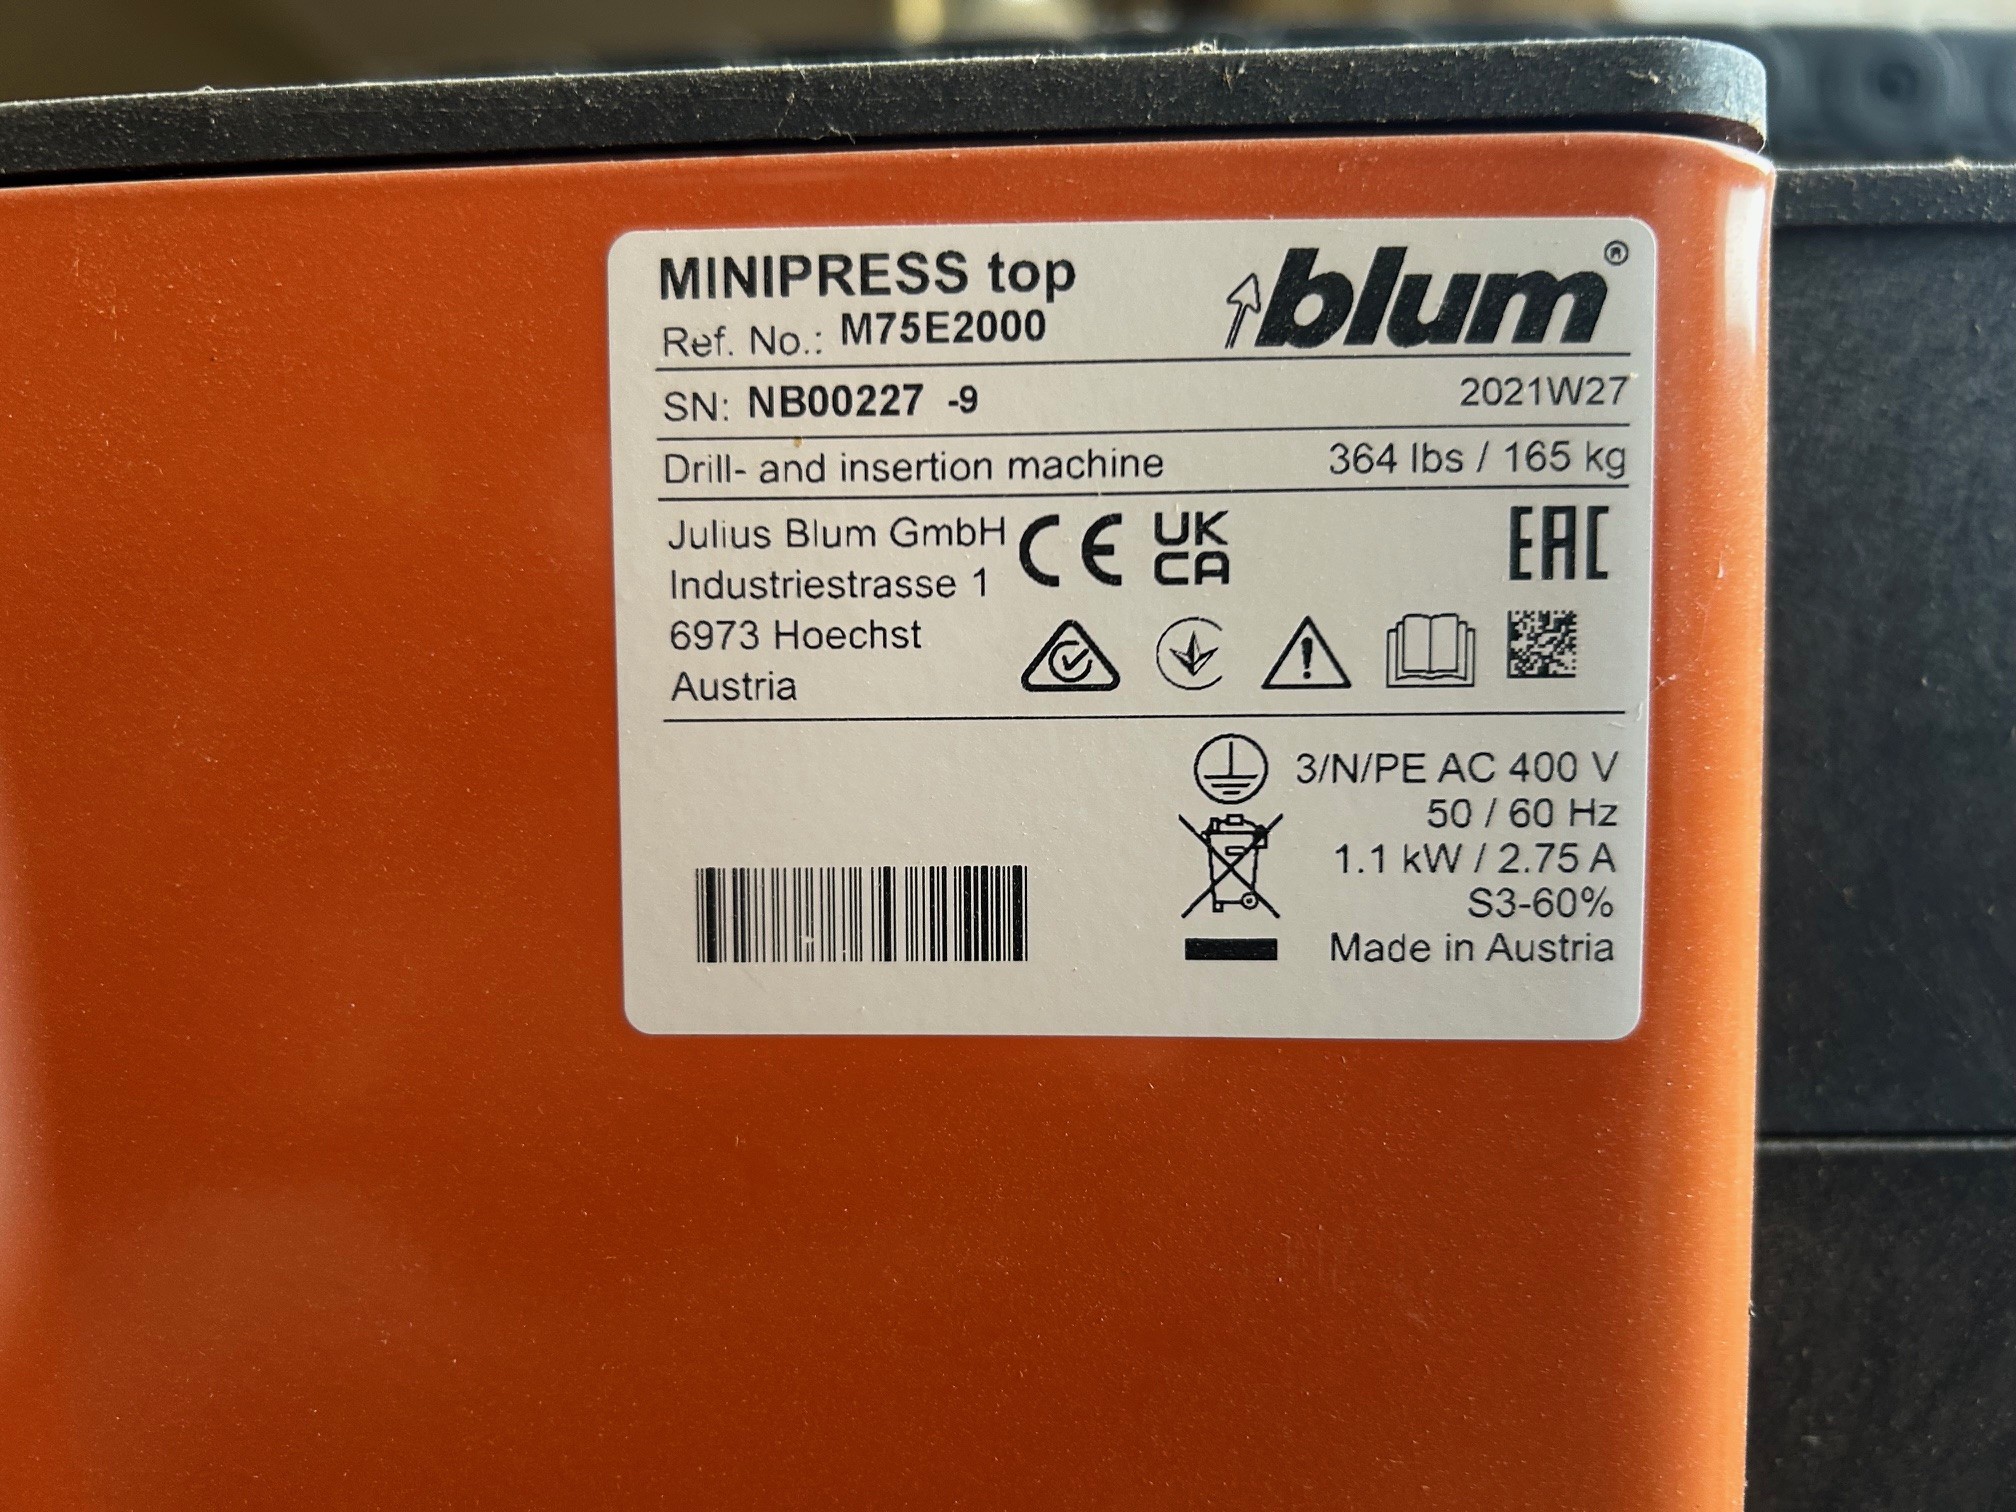 MINIPRESS top
blum®
Ref. No.: M75E2000
SN: NB00227 -9 2021W27
Drill- and insertion machine 364 lbs / 165 kg
Julius Blum GmbH
Industriestrasse 1
6973 Hoechst
Austria
CE UK CA EAC
3/N/PE AC 400 V
50 / 60 Hz
1.1 kW / 2.75 A
S3-60%
Made in Austria